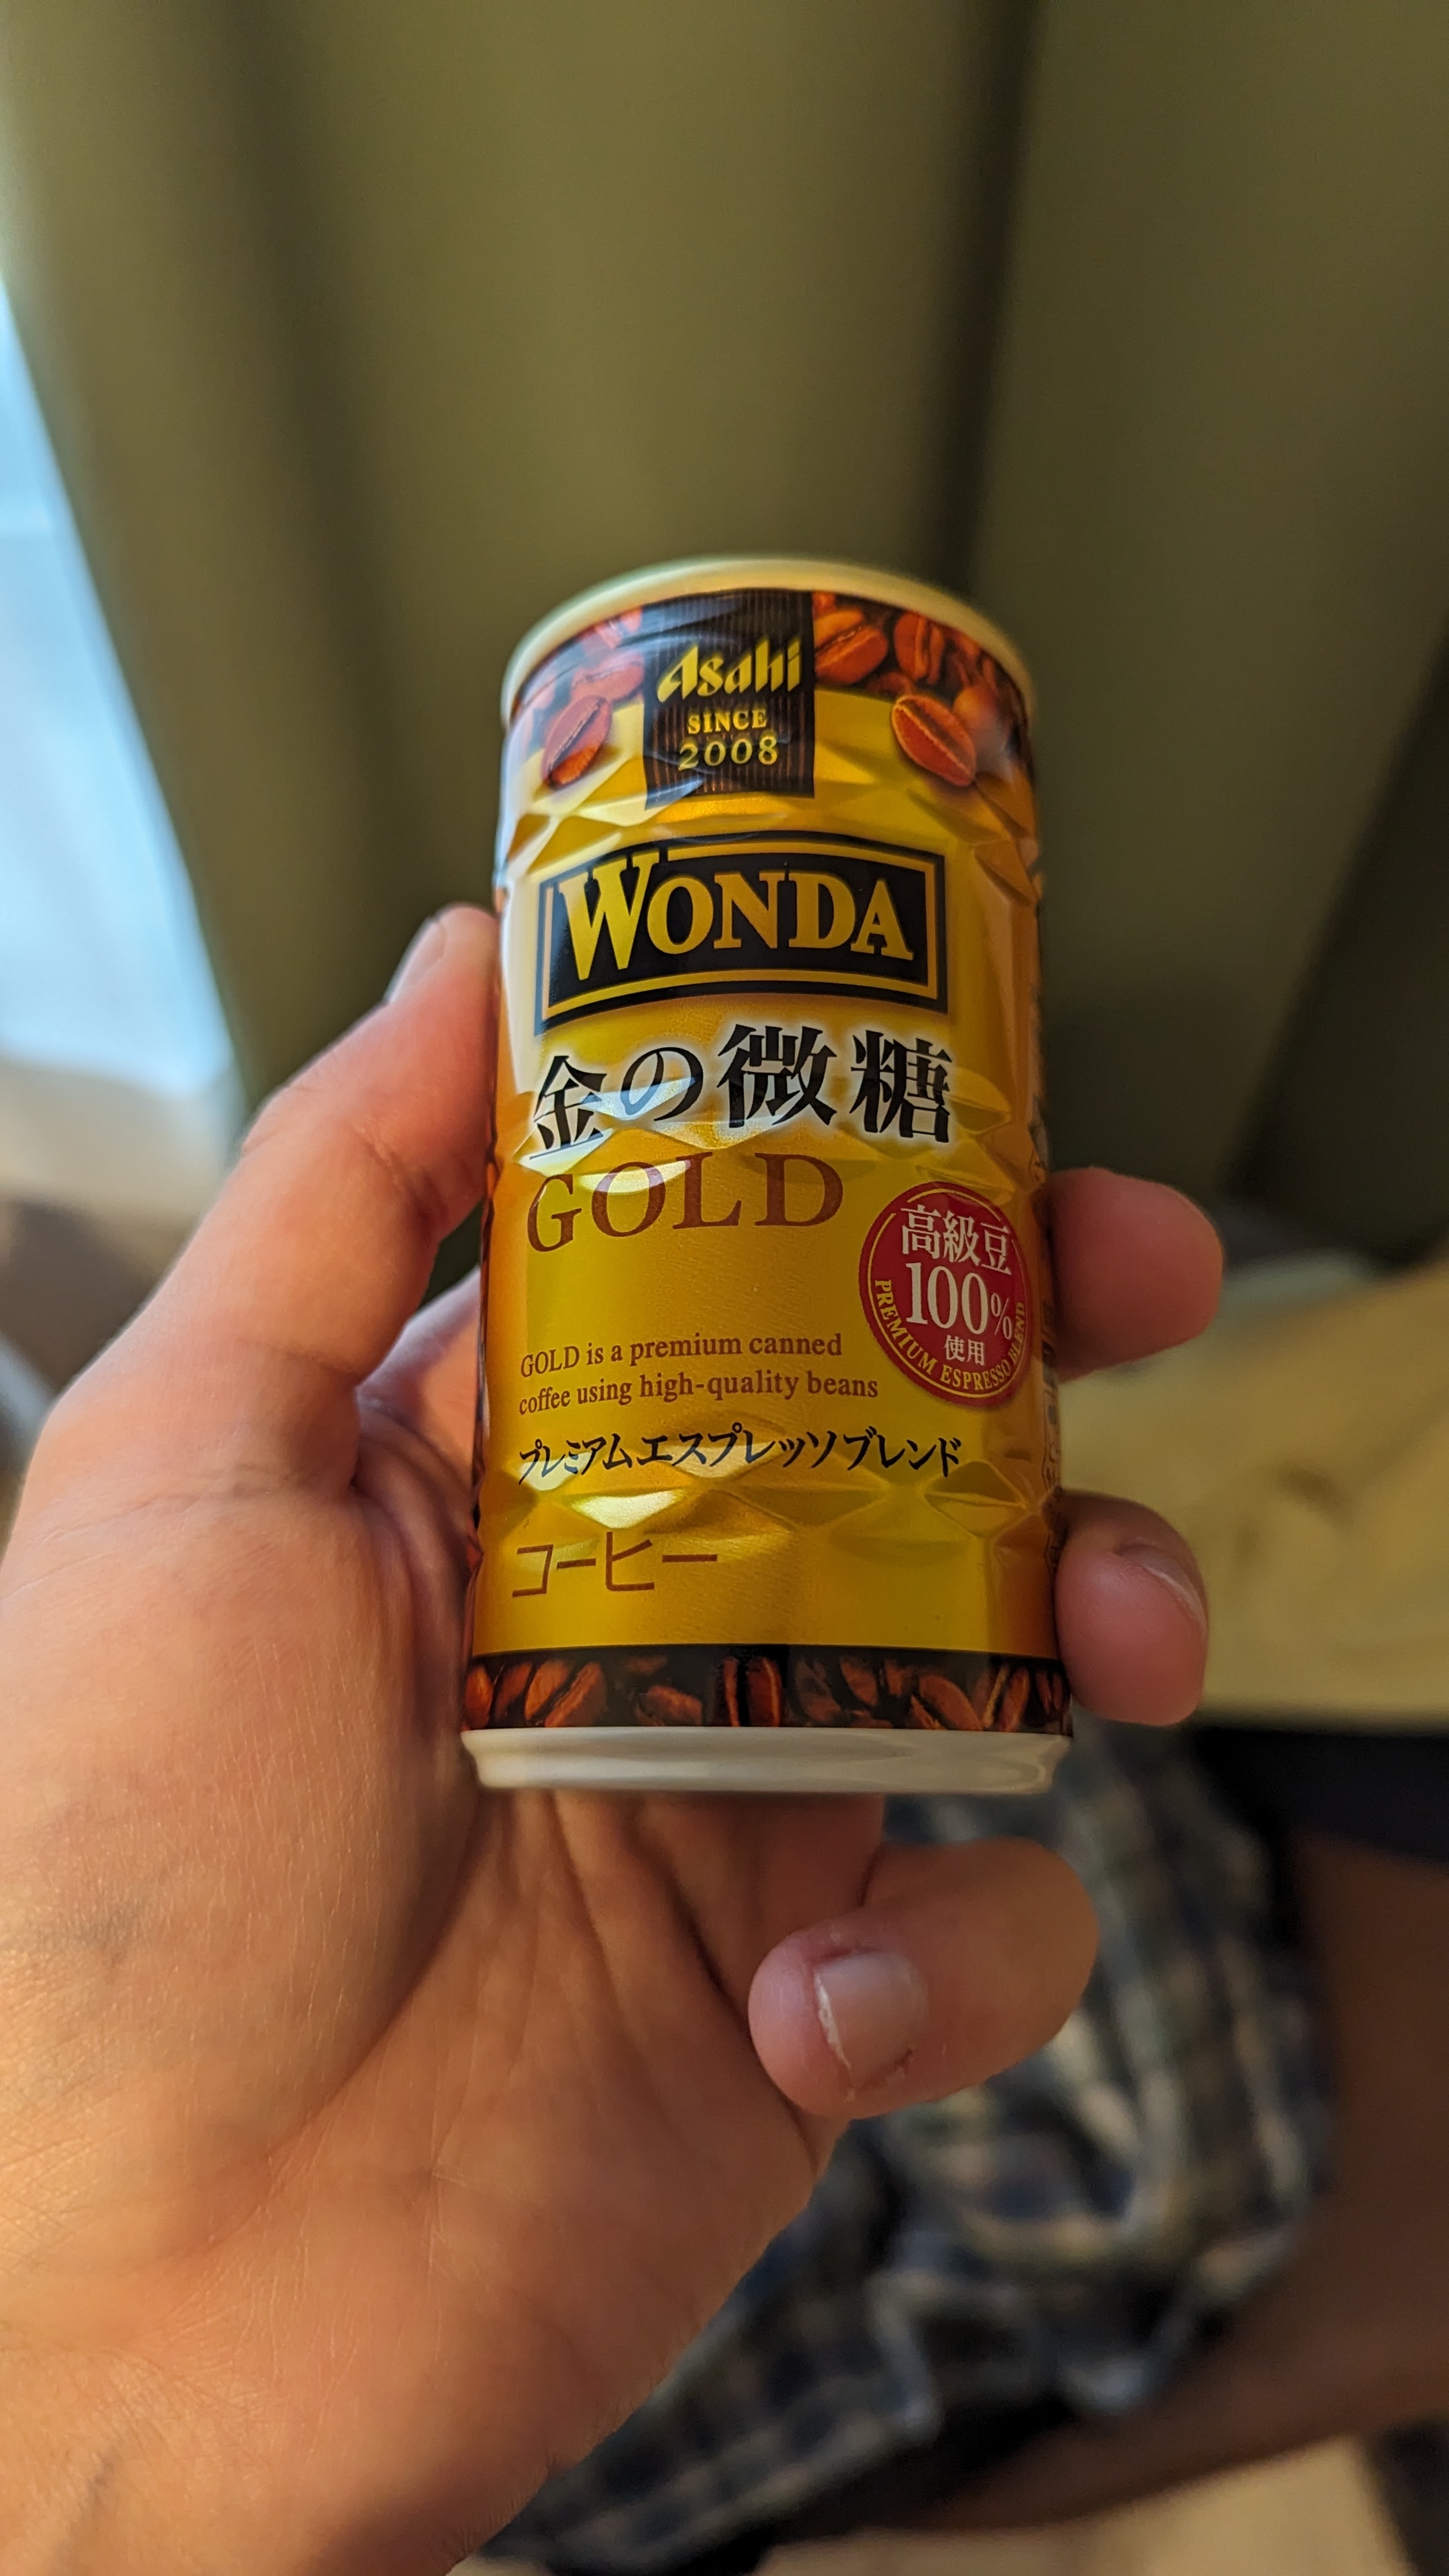 Asahi
SINCE
2008
WONDA
金の微糖
GOLD
高級豆
100%
使用
PREMIUM ESPRESSO BLEND
GOLD is a premium canned
coffee using high-quality beans
プレミアムエスプレッソブレンド
コーヒー